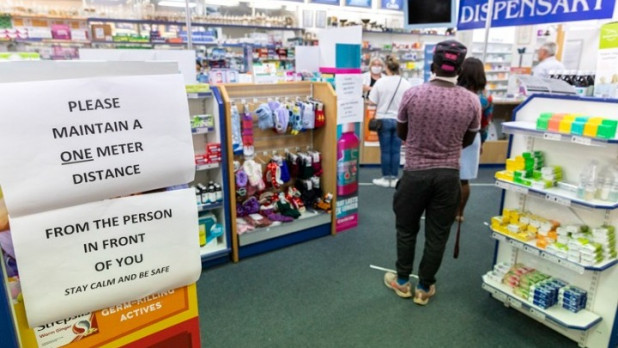 DISPENSARY
PLEASE
MAINTAIN A
ONE METER
DISTANCE
FROM THE PERSON
IN FRONT
OF YOU
STAY CALM AND BE SAFE
GERM-KILLING
ACTIVES